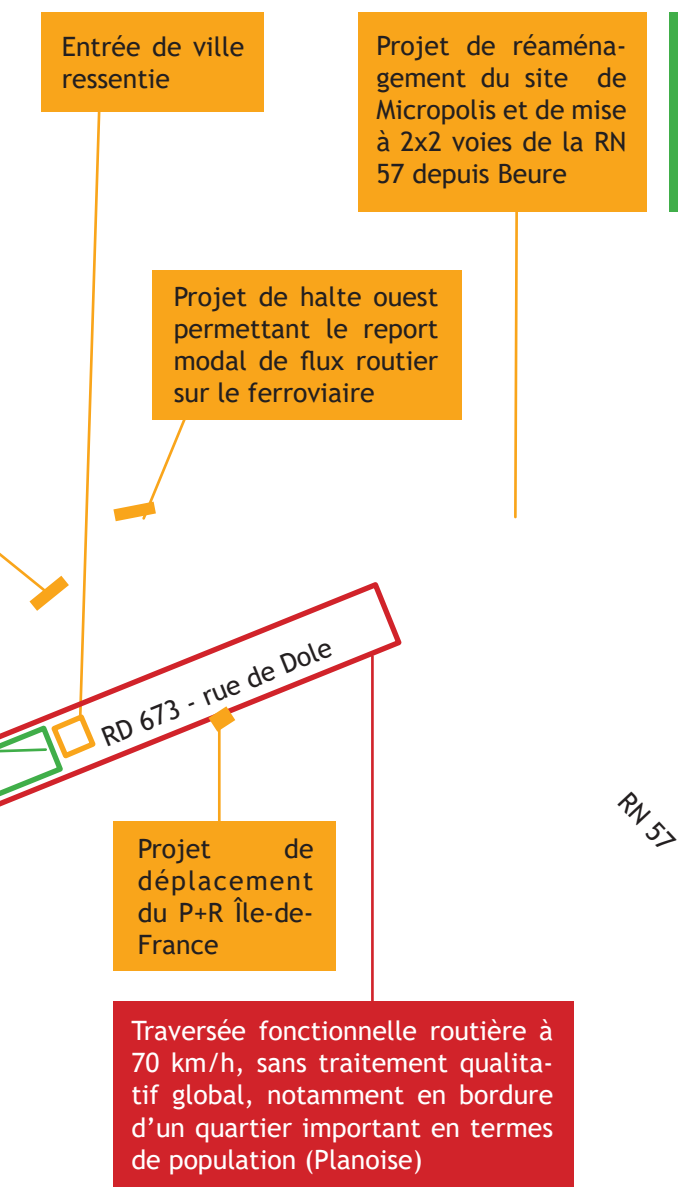 Entrée de ville
ressentie
Projet de réaména-
gement du site de
Micropolis et de mise
à 2x2 voies de la RN
57 depuis Beure
Projet de halte ouest
permettant le report
modal de flux routier
sur le ferroviaire
RD 673 - rue de Dole
RN 57
Projet de
déplacement
du P+R Île-de-
France
Traversée fonctionnelle routière à
70 km/h, sans traitement qualita-
tif global, notamment en bordure
d'un quartier important en termes
de population (Planoise)